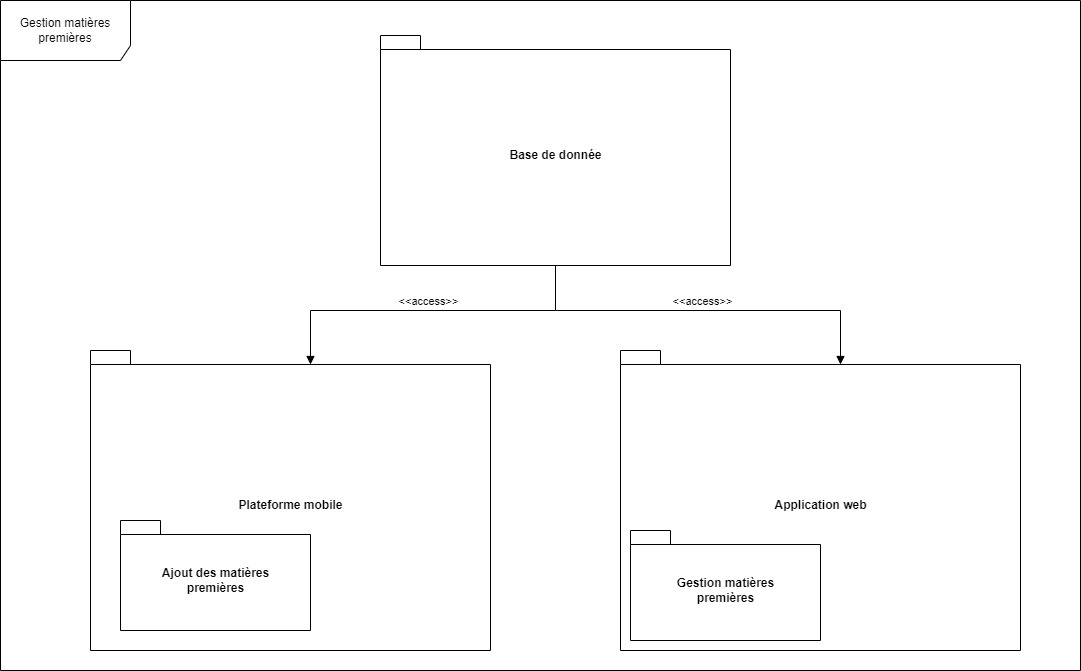 Gestion matières
premières
Base de donnée
<<access>>
<<access>>
Plateforme mobile
Application web
Ajout des matières
premières
Gestion matières
premières